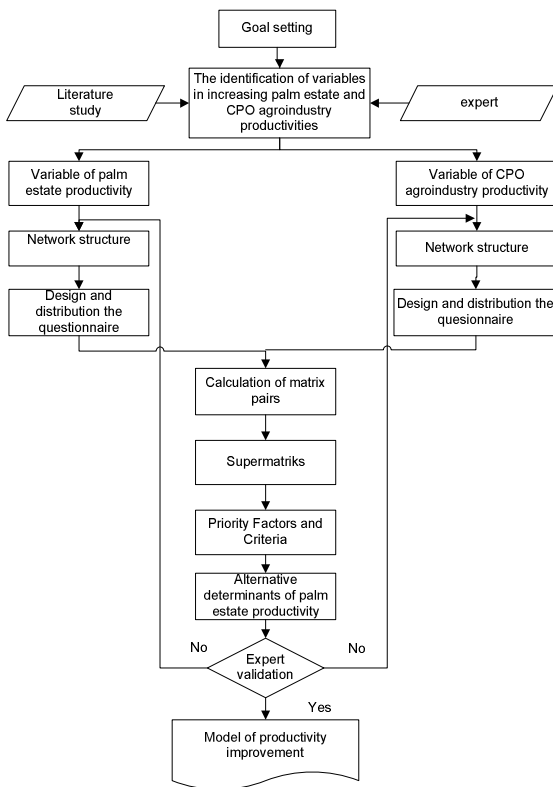 Goal setting
Literature
study
The identification of variables
in increasing palm estate and
CPO agroindustry
productivities
expert
Variable of palm
estate productivity
Variable of CPO
agroindustry productivity
Network structure
Network structure
Design and
distribution the
questionnaire
Design and distribution the
quesionnaire
Calculation of matrix
pairs
Supermatriks
Priority Factors and
Criteria
Alternative
determinants of palm
estate productivity
No
No
Expert
validation
Yes
Model of productivity
improvement